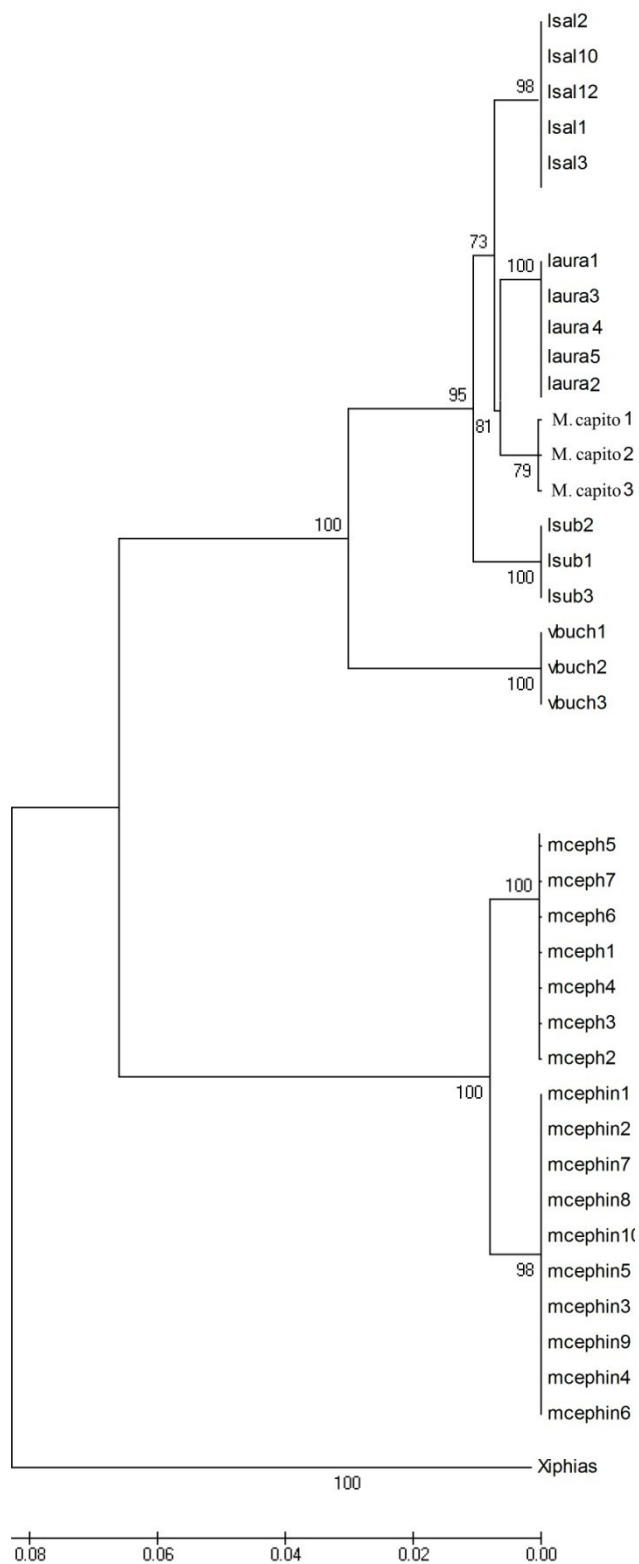 lsal2
lsal10
98
lsal12
lsal1
lsal3
73
100
laura1
laura3
laura4
laura5
laura2
95
81
M. capito 1
M. capito 2
79
M. capito 3
lsub2
100
lsub1
100
lsub3
vbuch1
vbuch2
100
vbuch3
mceph5
100
mceph7
mceph6
mceph1
mceph4
mceph3
mceph2
100
mcephin1
mcephin2
mcephin7
mcephin8
mcephin10
98
mcephin5
mcephin3
mcephin9
mcephin4
mcephin6
Xiphias
100
0.08 0.06 0.04 0.02 0.00